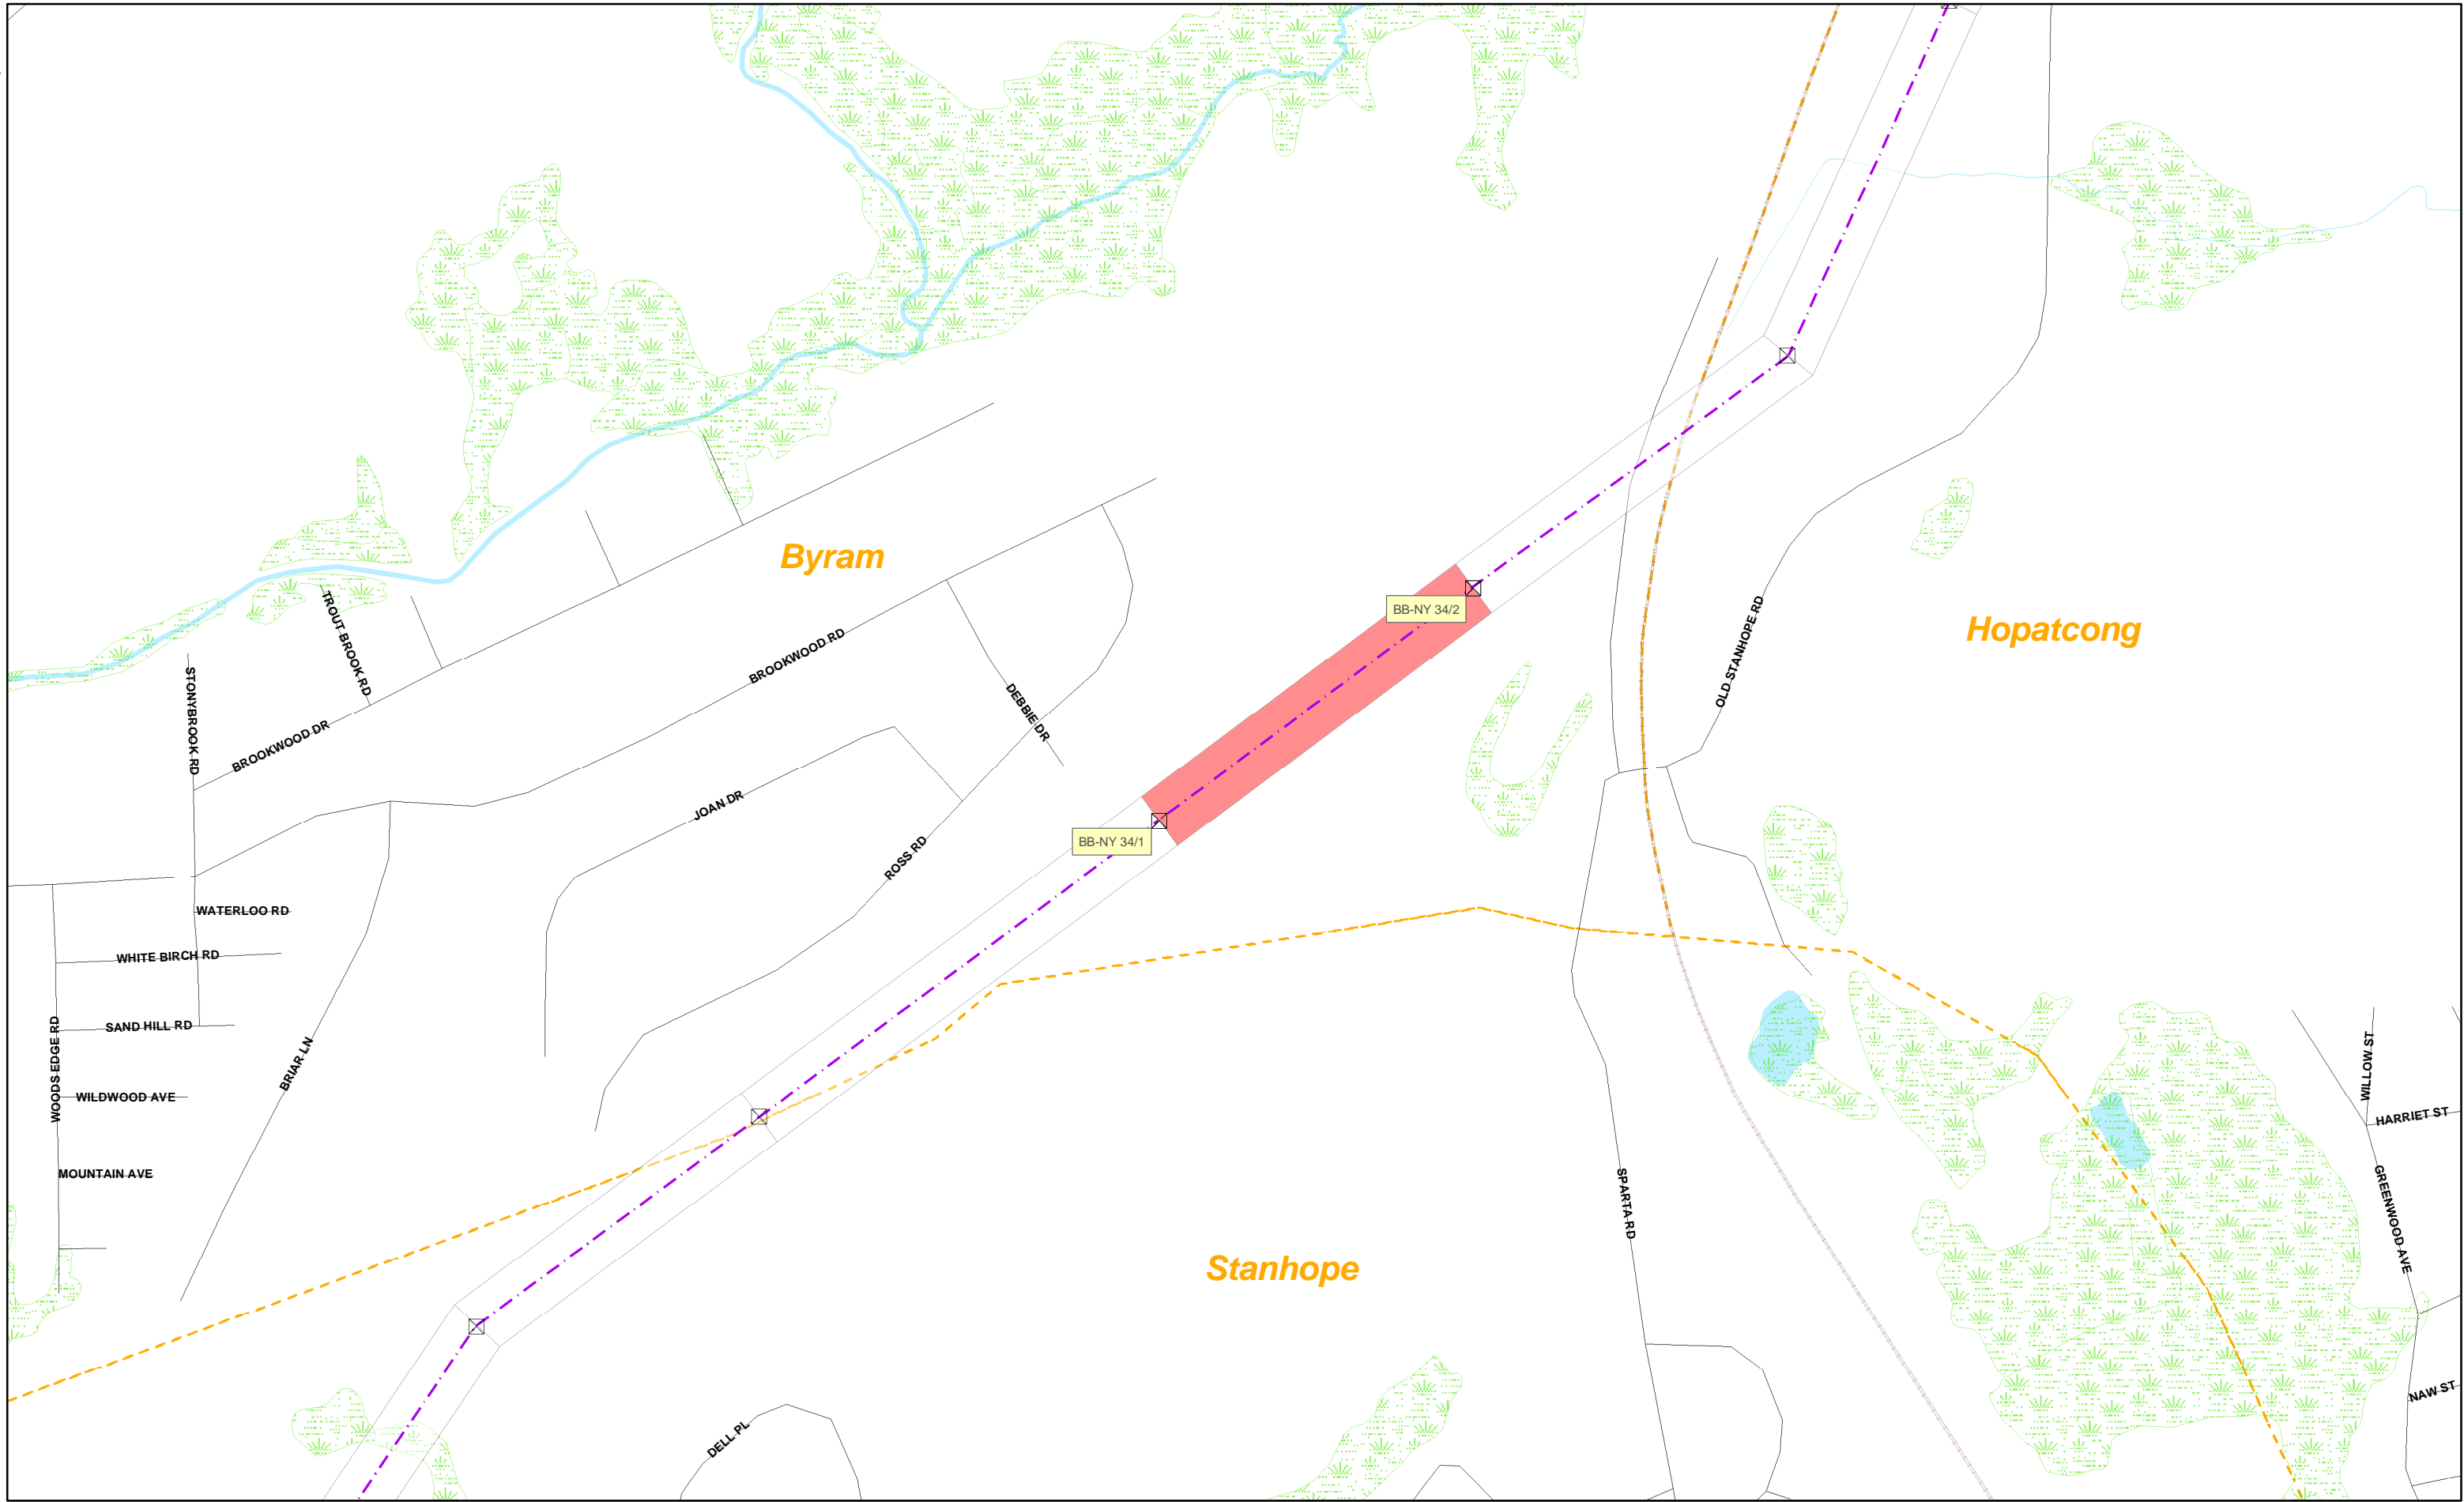 Byram
Hopatcong
Stanhope
BB-NY 34/2
BB-NY 34/1
TROUT BROOK RD
STONYBROOK RD
BROOKWOOD DR
BROOKWOOD RD
DEBBIE DR
JOAN DR
ROSS RD
OLD STANHOPE RD
WATERLOO RD
WHITE BIRCH RD
SAND HILL RD
WOODS EDGE RD
WILDWOOD AVE
BRIAR LN
MOUNTAIN AVE
DELL PL
SPARTA RD
WILLOW ST
HARRIET ST
GREENWOOD AVE
NAW ST